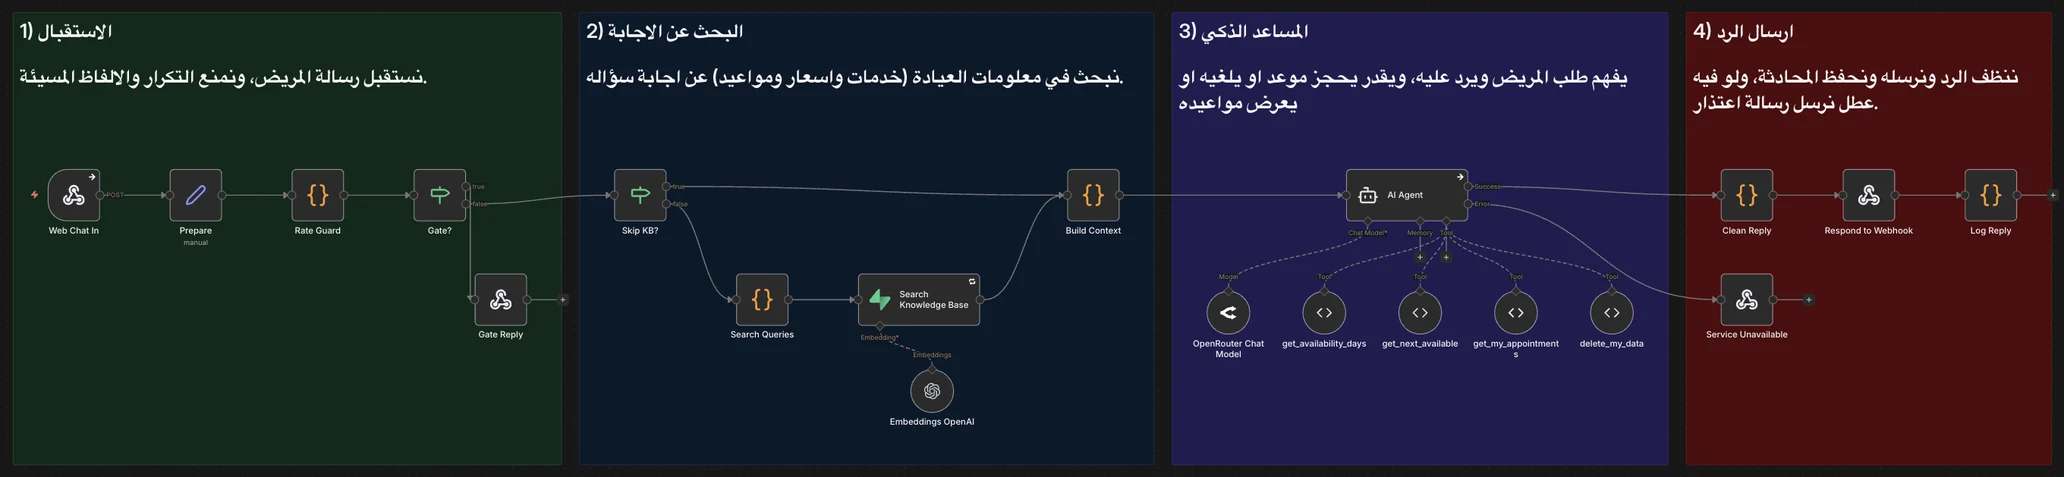 1) الاستقبال
نستقبل رسالة المريض، ونمنع التكرار والالفاظ المسيئة.
POST
Web Chat In
Prepare
manual
Rate Guard
true
false
Gate?
Gate Reply
2) البحث عن الاجابة
نبحث في معلومات العيادة (خدمات واسعار ومواعيد) عن اجابة سؤاله.
true
false
Skip KB?
Build Context
Search Queries
Search
Knowledge Base
Embedding*
Embeddings
Embeddings OpenAI
3) المساعد الذكي
يفهم طلب المريض ويرد عليه، ويقدر يحجز موعد او يلغيه او
يعرض مواعيده
AI Agent
Success
Error
Chat Model*
Memory
Tool
Model
Tool
Tool
Tool
Tool
OpenRouter Chat
Model
get_availability_days
get_next_available
get_my_appointment
s
delete_my_data
4) ارسال الرد
ننظف الرد ونرسله ونحفظ المحادثة، ولو فيه
عطل نرسل رسالة اعتذار.
Clean Reply
Respond to Webhook
Log Reply
Service Unavailable